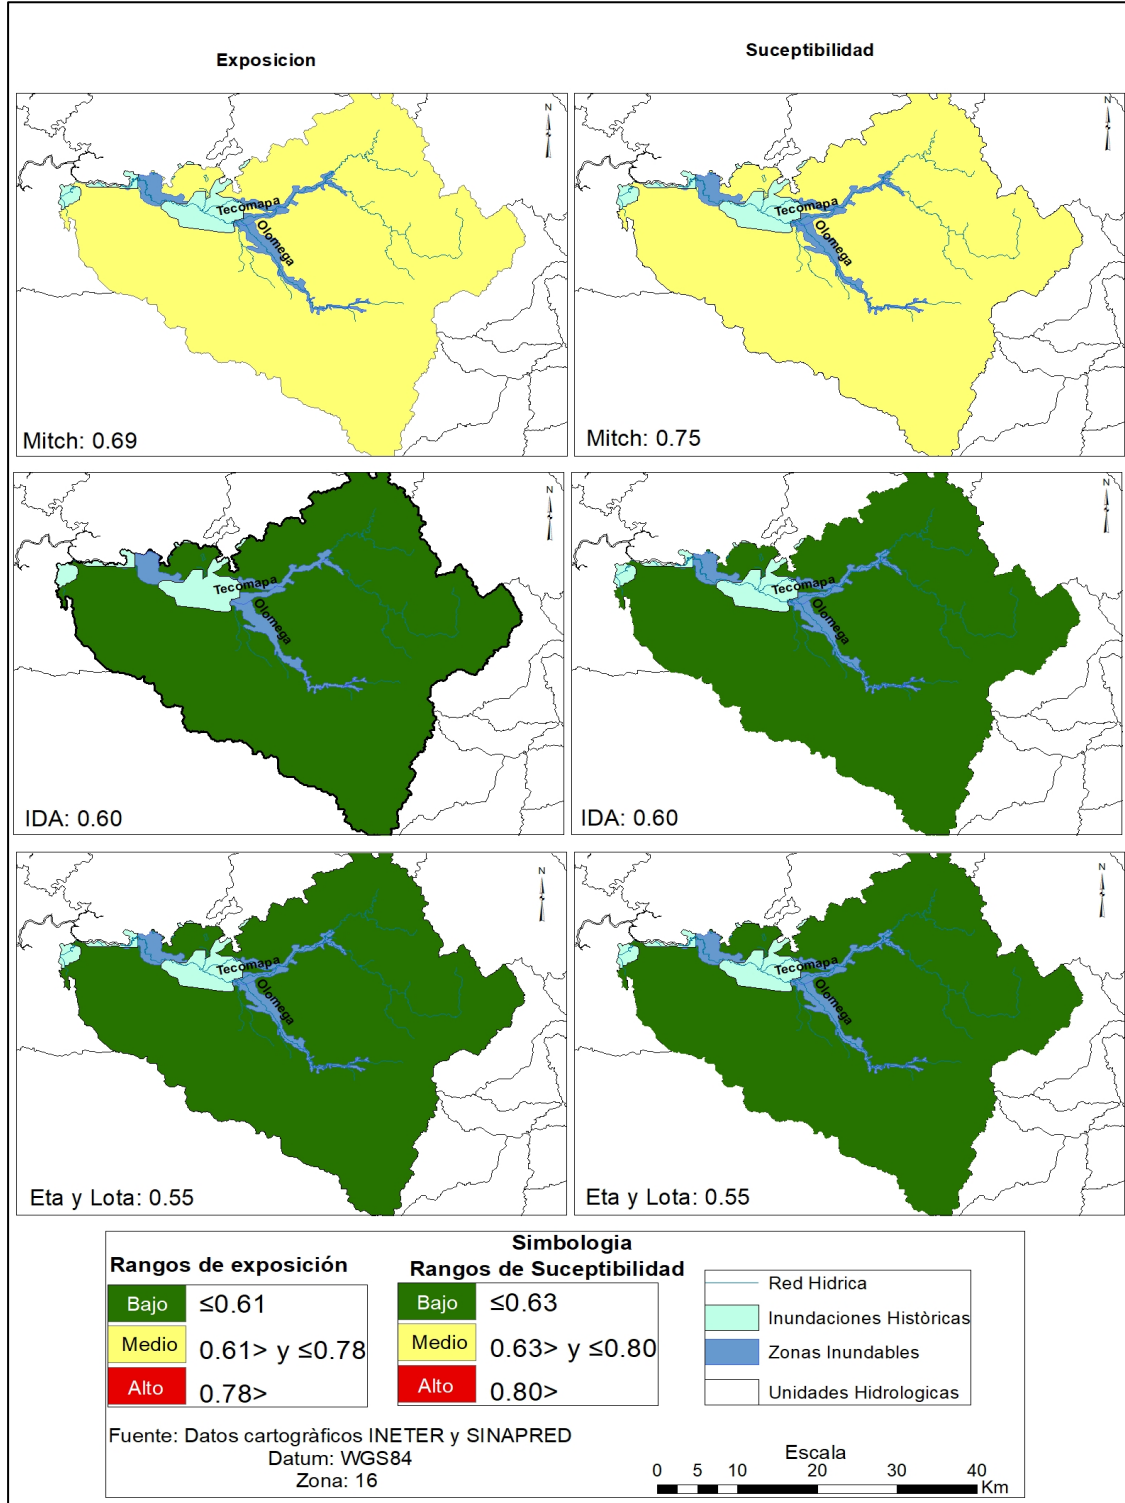 Exposicion
Suceptibilidad
N
Tecomapa
Olomega
Mitch: 0.69
N
Tecomapa
Olomega
Mitch: 0.75
N
Tecomapa
Olomega
IDA: 0.60
N
Tecomapa
Olomega
IDA: 0.60
N
Tecomapa
Olomega
Eta y Lota: 0.55
N
Tecomapa
Olomega
Eta y Lota: 0.55
Simbologia
Rangos de exposición
Bajo ≤0.61
Medio 0.61> y ≤0.78
Alto 0.78>
Rangos de Suceptibilidad
Bajo ≤0.63
Medio 0.63> y ≤0.80
Alto 0.80>
Red Hidrica
Inundaciones Històricas
Zonas Inundables
Unidades Hidrologicas
Fuente: Datos cartogràficos INETER y SINAPRED
Datum: WGS84
Zona: 16
Escala
0 5 10 20 30 40
Km